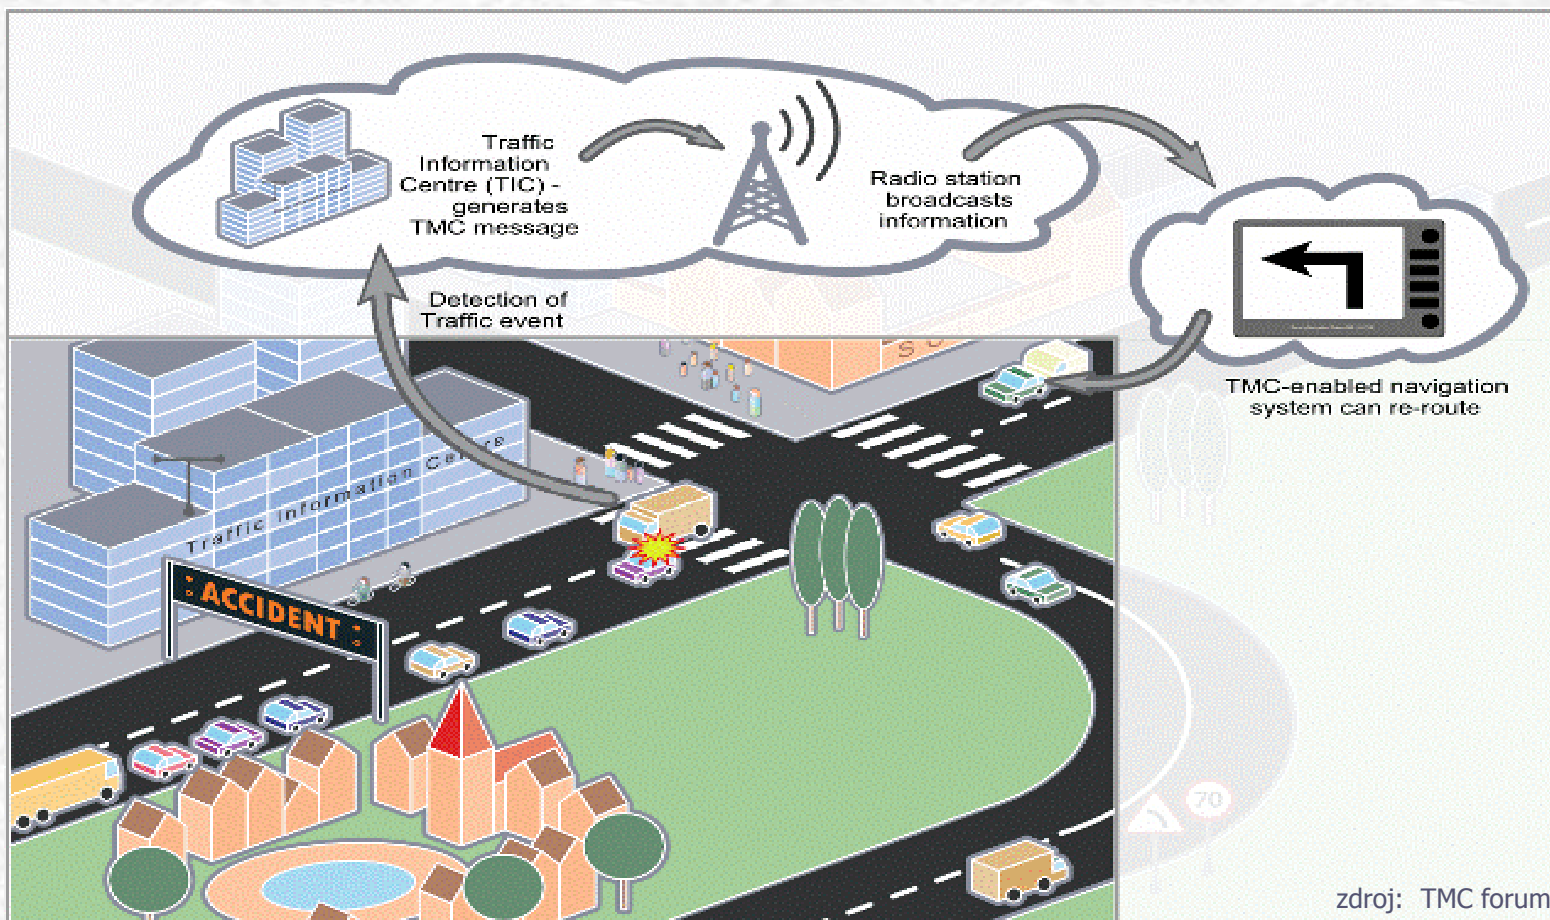 Traffic
Information
Centre (TIC) -
generates
TMC message
Radio station
broadcasts
information
Detection of
Traffic event
TMC-enabled navigation
system can re-route
Traffic Information Centre
ACCIDENT
70
zdroj: TMC forum